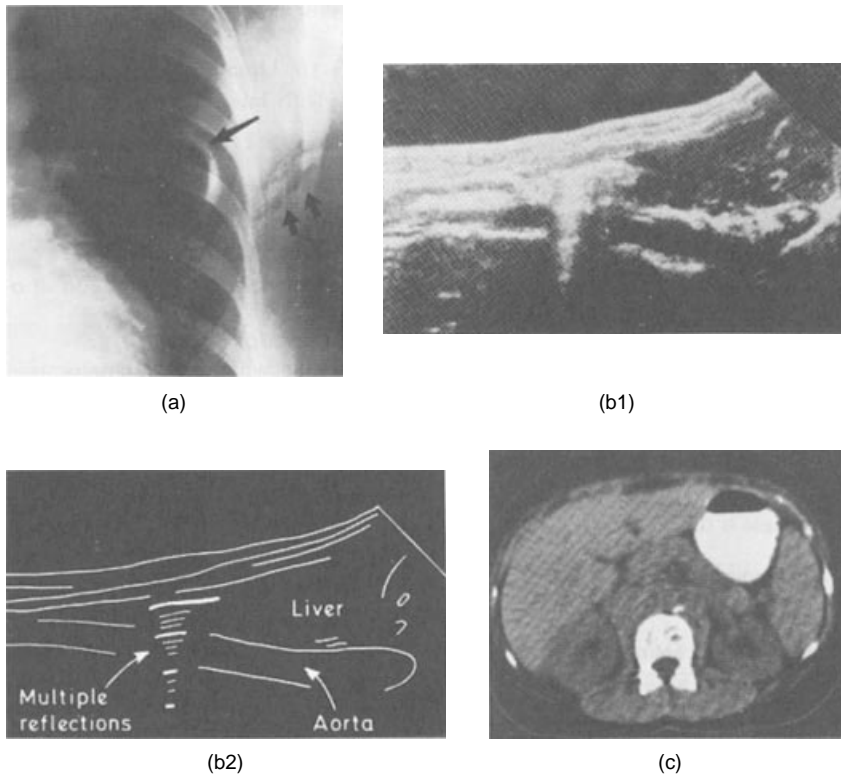 (a)
(b1)
Liver
Multiple
reflections
Aorta
(b2)
(c)